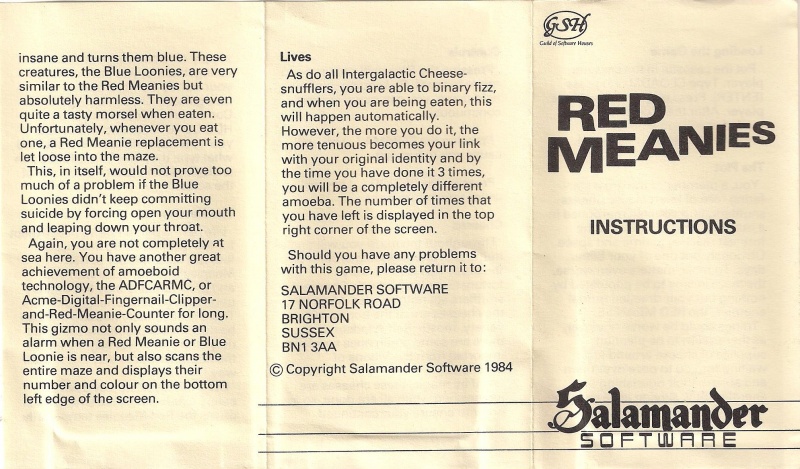 insane and turns them blue. These
creatures, the Blue Loonies, are very
similar to the Red Meanies but
absolutely harmless. They are even
quite a tasty morsel when eaten.
Unfortunately, whenever you eat
one, a Red Meanie replacement is
let loose into the maze.
This, in itself, would not prove too
much of a problem if the Blue
Loonies didn't keep committing
suicide by forcing open your mouth
and leaping down your throat.
Again, you are not completely at
sea here. You have another great
achievement of amoeboid
technology, the ADFCARMC, or
Acme-Digital-Fingernail-Clipper-
and-Red-Meanie-Counter for long.
This gizmo not only sounds an
alarm when a Red Meanie or Blue
Loonie is near, but also scans the
entire maze and displays their
number and colour on the bottom
left edge of the screen.
Lives
As do all Intergalactic Cheese-
snufflers, you are able to binary fizz,
and when you are being eaten, this
will happen automatically.
However, the more you do it, the
more tenuous becomes your link
with your original identity and by
the time you have done it 3 times,
you will be a completely different
amoeba. The number of times that
you have left is displayed in the top
right corner of the screen.
Should you have any problems
with this game, please return it to:
SALAMANDER SOFTWARE
17 NORFOLK ROAD
BRIGHTON
SUSSEX
BN1 3AA
© Copyright Salamander Software 1984
GSH
Guild of Software Houses
RED
MEANIES
INSTRUCTIONS
Salamander
SOFTWARE